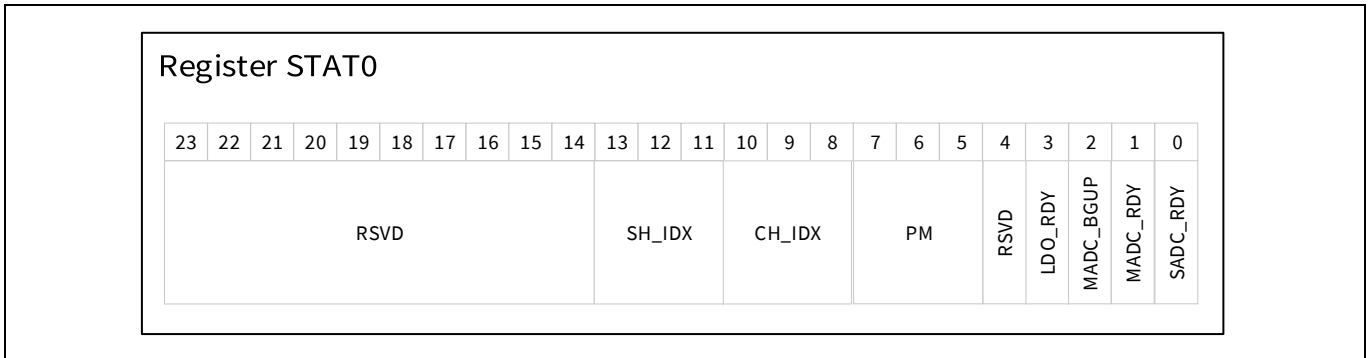 Register STAT0
23 22 21 20 19 18 17 16 15 14 13 12 11 10 9 8 7 6 5 4 3 2 1 0
RSVD SH_IDX CH_IDX PM RSVD LDO_RDY MADC_BGUP MADC_RDY SADC_RDY